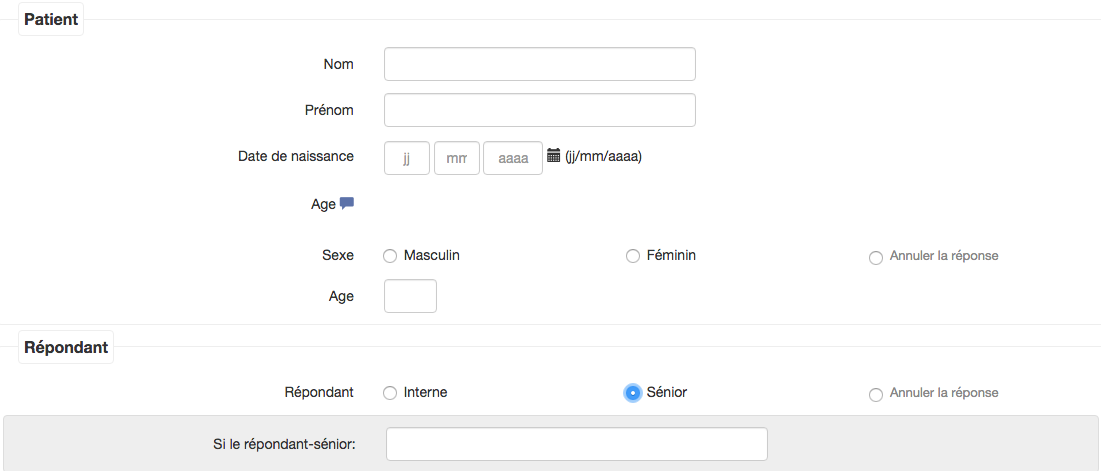 Patient
Nom
Prénom
Date de naissance jj mm aaaa (jj/mm/aaaa)
Age
Sexe Masculin Féminin Annuler la réponse
Age
Répondant
Répondant Interne Sénior Annuler la réponse
Si le répondant-sénior: